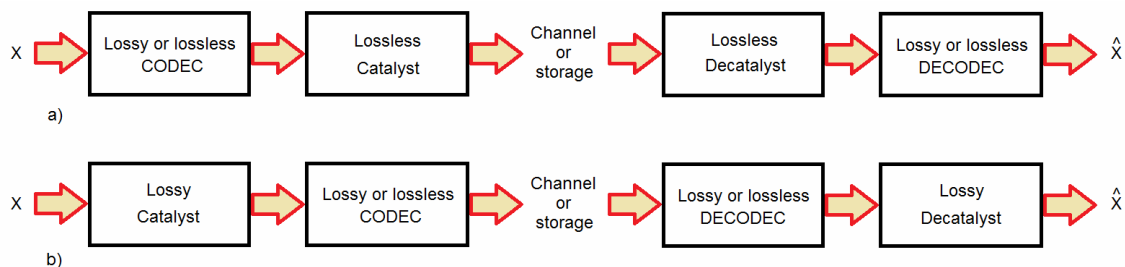 X
Lossy or lossless
CODEC
Lossless
Catalyst
Channel
or
storage
Lossless
Decatalyst
Lossy or lossless
DECODEC
^
X
a)
X
Lossy
Catalyst
Lossy or lossless
CODEC
Channel
or
storage
Lossy or lossless
DECODEC
Lossy
Decatalyst
^
X
b)